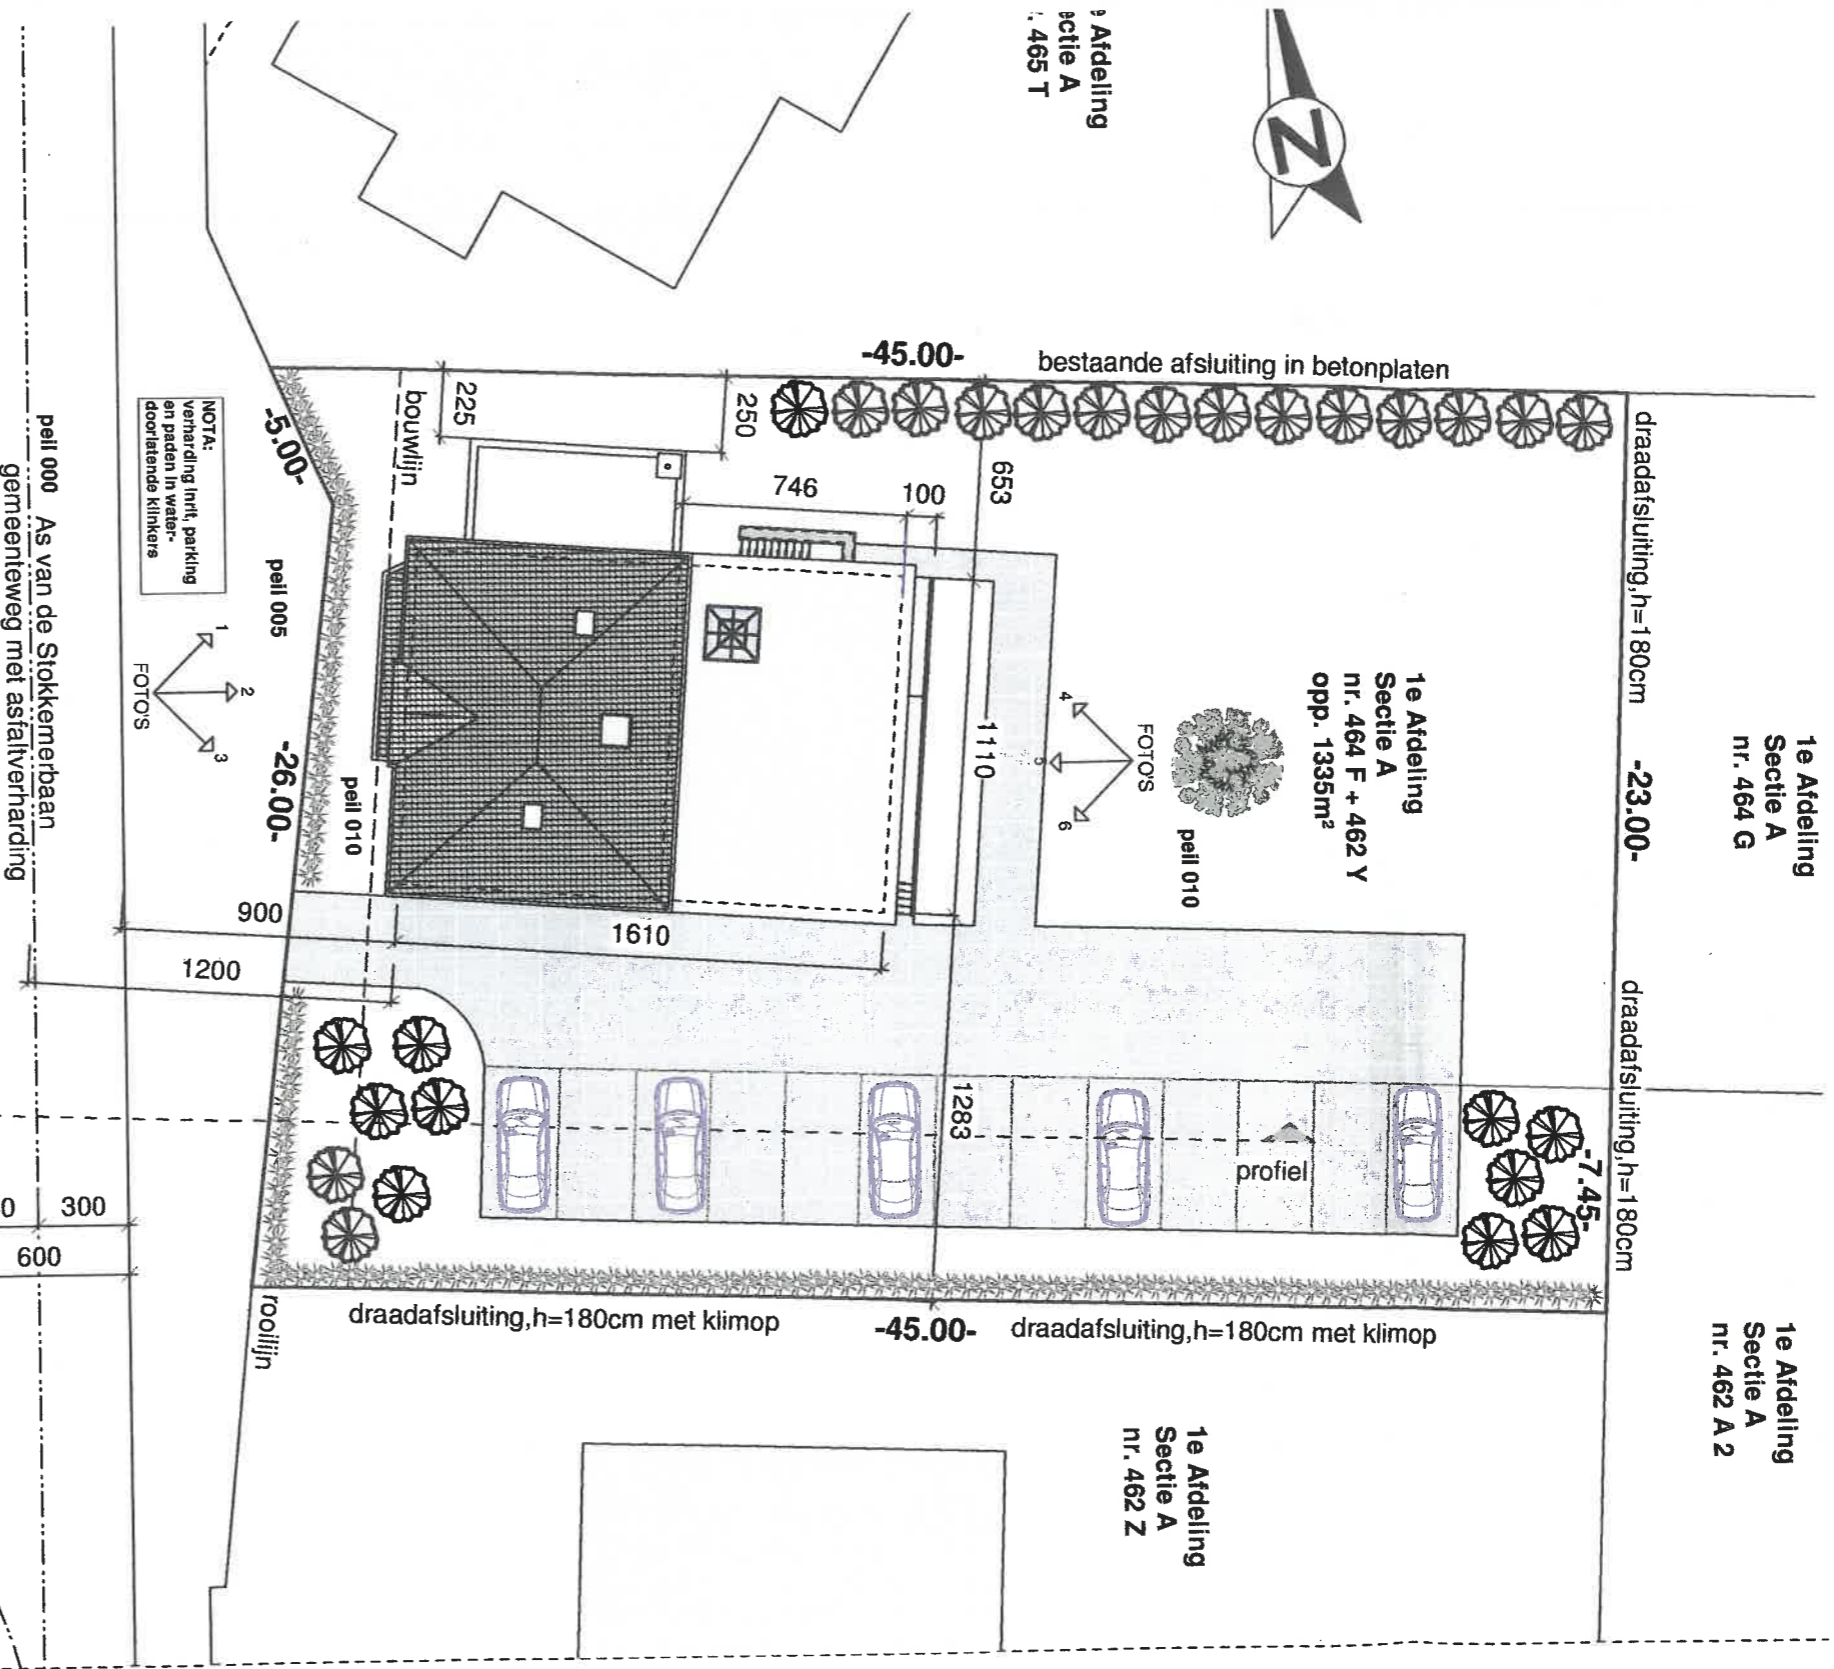 Afdeling
ectie A
. 465 T
N
-45.00-
bestaande afsluiting in betonplaten
draadafsluiting,h=180cm
-23.00-
draadafsluiting,h=180cm
-7.45-
1e Afdeling
Sectie A
nr. 464 G
1e Afdeling
Sectie A
nr. 462 A 2
1e Afdeling
Sectie A
nr. 464 F + 462 Y
opp. 1335m²
peil 010
FOTO'S
4
5
6
bouwlijn
225
250
746
100
653
1110
-5.00-
NOTA:
verharding inrit, parking
en paden in water-
doorlatende klinkers
peil 005
1
2
3
FOTO'S
-26.00-
peil 010
peil 000 As van de Stokkemerbaan
gemeenteweg met asfaltverharding
900
1610
1200
1283
profiel
0
300
600
rooilijn
draadafsluiting,h=180cm met klimop
-45.00-
draadafsluiting,h=180cm met klimop
1e Afdeling
Sectie A
nr. 462 Z